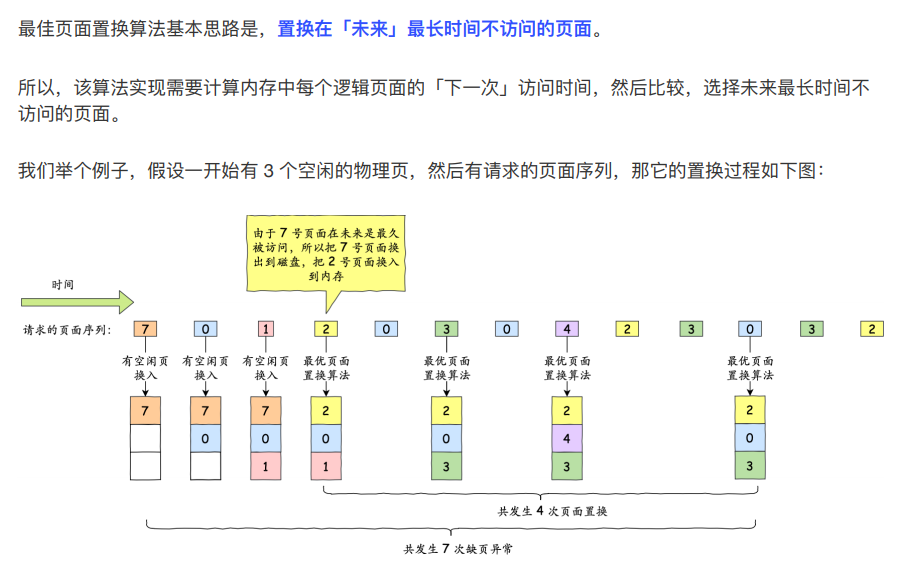 最佳页面置换算法基本思路是，置换在「未来」最长时间不访问的页面。
所以，该算法实现需要计算内存中每个逻辑页面的「下一次」访问时间，然后比较，选择未来最长时间不
访问的页面。
我们举个例子，假设一开始有 3 个空闲的物理页，然后有请求的页面序列，那它的置换过程如下图：
由于 7 号页面在未来是最久
被访问，所以把 7 号页面换
出到磁盘，把 2 号页面换入
到内存
时间
请求的页面序列： 7 0 1 2 0 3 0 4 2 3 0 3 2
有空闲页 有空闲页 有空闲页 最优页面 最优页面 最优页面 最优页面
换入 换入 换入 置换算法 置换算法 置换算法 置换算法
7 7 7 2 2 2 2
0 0 0 0 4 0
1 1 3 3 3
共发生 4 次页面置换
共发生 7 次缺页异常